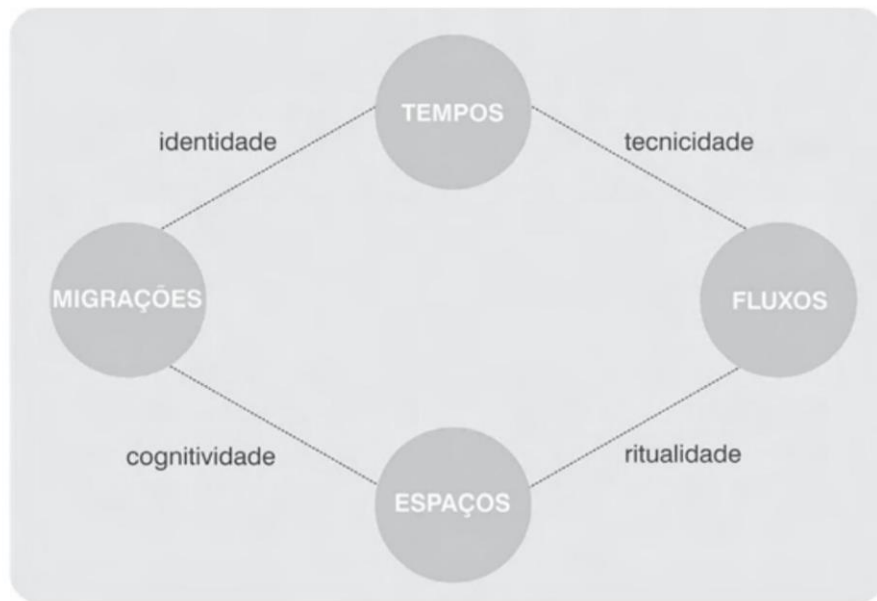 TEMPOS
identidade
tecnicidade
MIGRAÇÕES
FLUXOS
cognitividade
ritualidade
ESPAÇOS